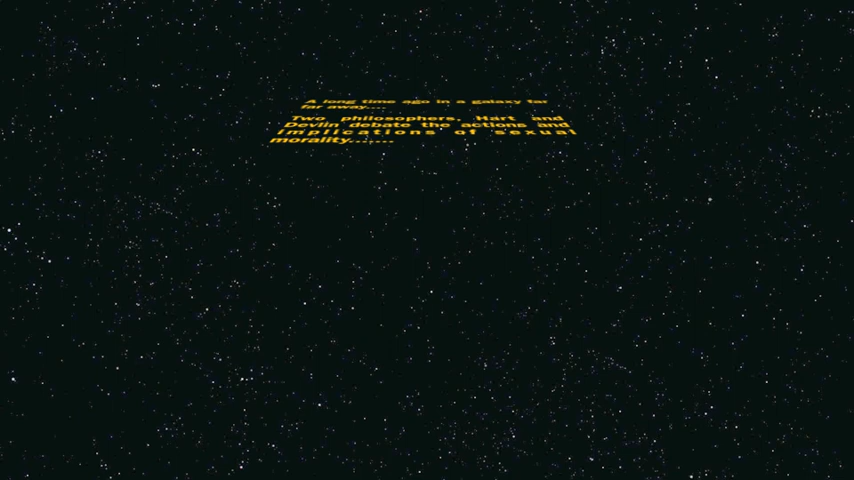 A long time ago in a galaxy far
far away....
Two philosophers, Hart and
Devlin debate the actions and
implications of sexual
morality.......